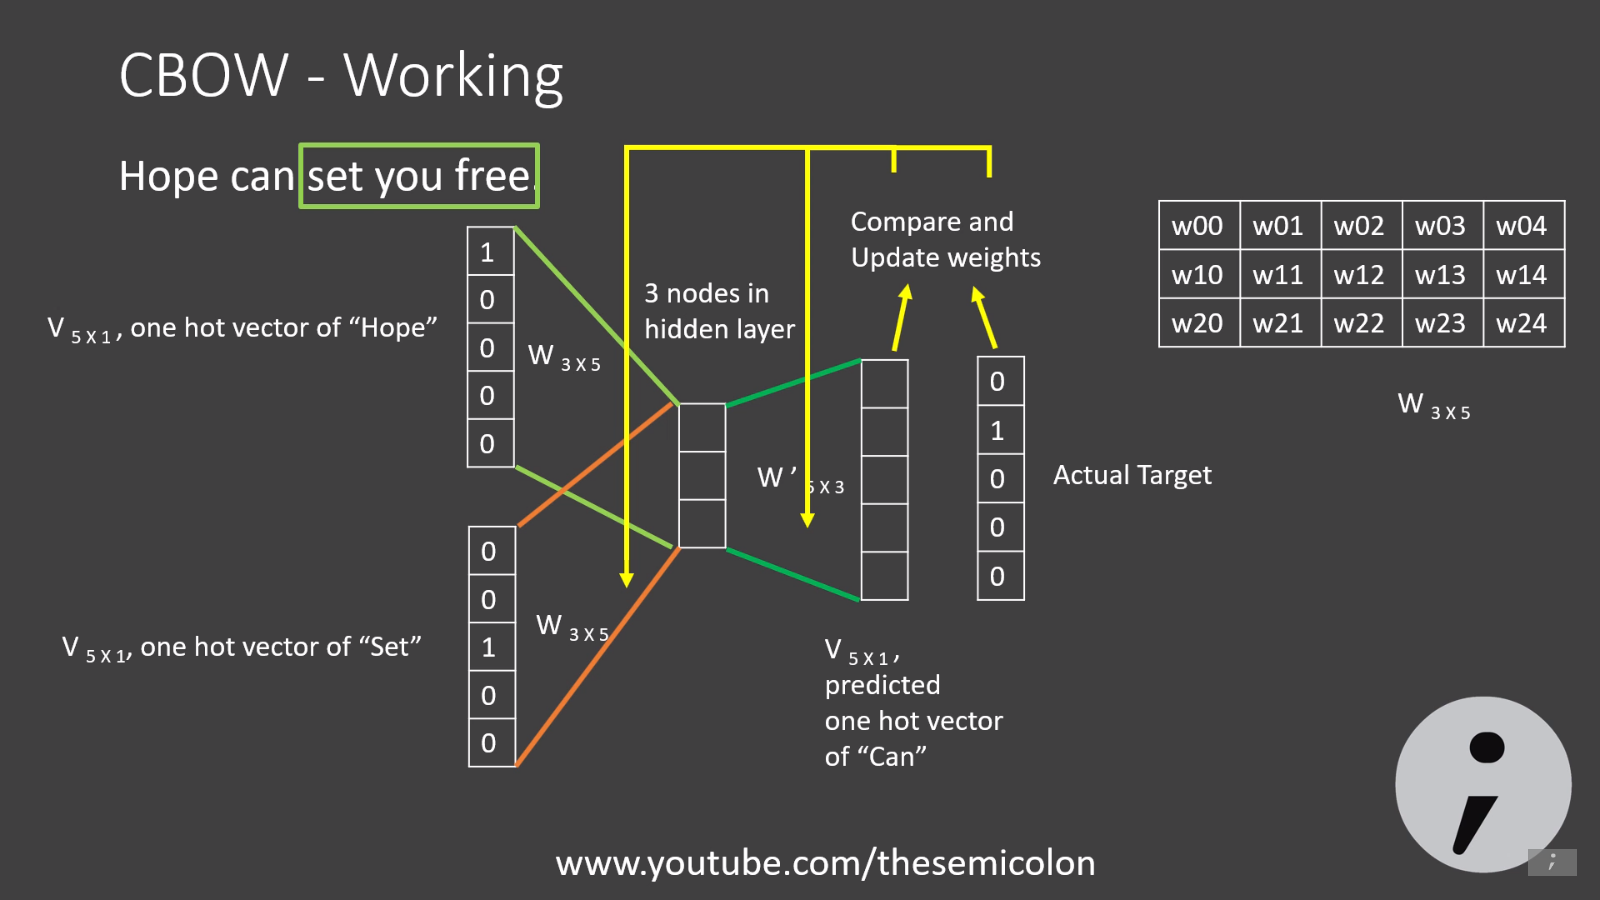 CBOW - Working
Hope can set you free.
1
0
0
0
0
V 5 X 1 , one hot vector of “Hope”
W 3 X 5
3 nodes in
hidden layer
Compare and
Update weights
w00 w01 w02 w03 w04
w10 w11 w12 w13 w14
w20 w21 w22 w23 w24
W 3 X 5
W ’ 5 X 3
0
1
0
0
0
Actual Target
0
0
1
0
0
V 5 X 1, one hot vector of “Set”
W 3 X 5
V 5 X 1 ,
predicted
one hot vector
of “Can”
;
;
www.youtube.com/thesemicolon